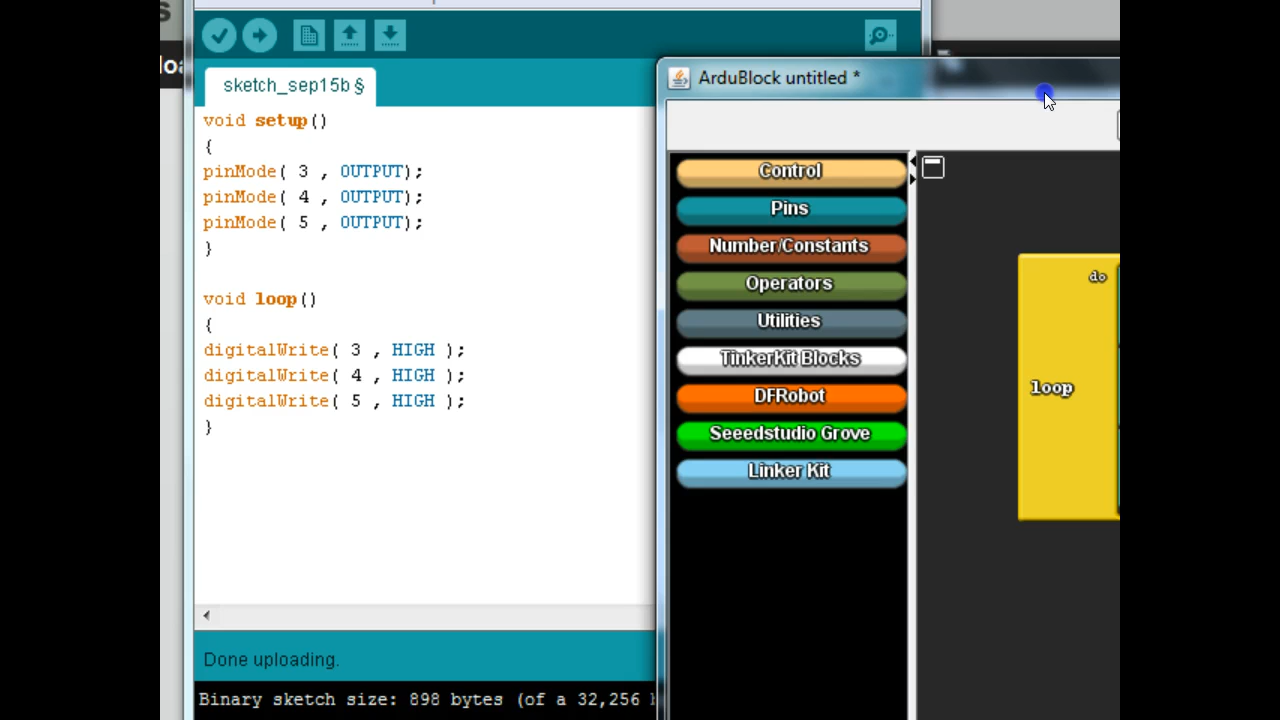 s
loa
sketch_sep15b §
void setup()
{
pinMode( 3 , OUTPUT);
pinMode( 4 , OUTPUT);
pinMode( 5 , OUTPUT);
}
void loop()
{
digitalWrite( 3 , HIGH );
digitalWrite( 4 , HIGH );
digitalWrite( 5 , HIGH );
}
Done uploading.
Binary sketch size: 898 bytes (of a 32,256
ArduBlock untitled *
Control
Pins
Number/Constants
Operators
Utilities
TinkerKit Blocks
DFRobot
Seeedstudio Grove
Linker Kit
do
loop